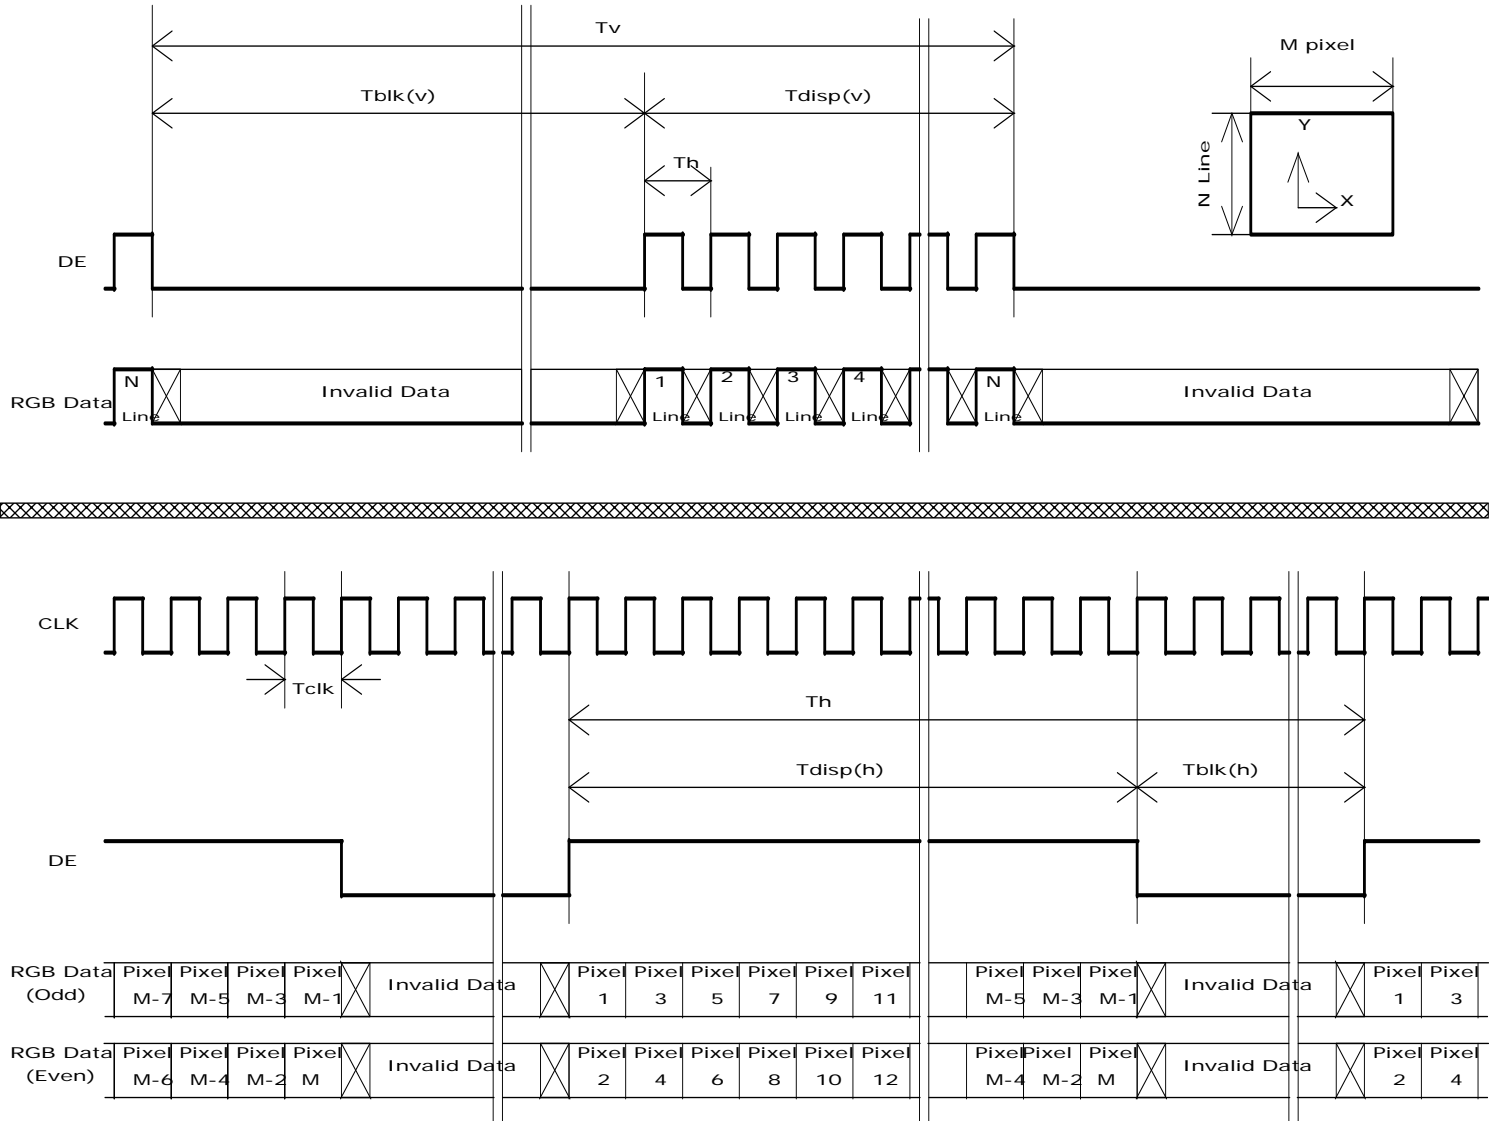 Tv
M pixel
Tblk(v) Tdisp(v)
Y
Th
N Line
X
DE
N 1 2 3 4 N
Invalid Data Invalid Data
RGB Data
Line Line Line Line Line Line
CLK
Tclk
Th
Tdisp(h) Tblk(h)
DE
RGB Data Pixel Pixel Pixel Pixel Pixel Pixel Pixel Pixel Pixel Pixel Pixel Pixel Pixel Pixel Pixel
Invalid Data Invalid Data
(Odd) M-7 M-5 M-3 M-1 1 3 5 7 9 11 M-5 M-3 M-1 1 3
RGB Data Pixel Pixel Pixel Pixel Pixel Pixel Pixel Pixel Pixel Pixel Pixel Pixel Pixel Pixel Pixel
Invalid Data Invalid Data
(Even) M-6 M-4 M-2 M 2 4 6 8 10 12 M-4 M-2 M 2 4